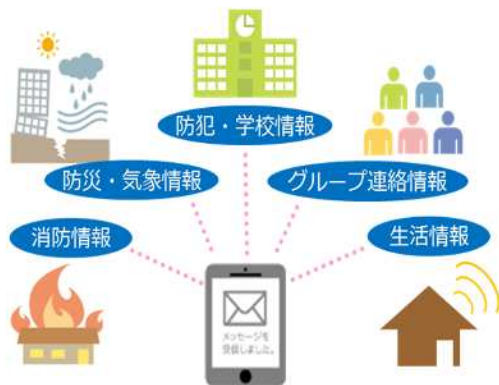 防犯・学校情報
防災・気象情報
グループ連絡情報
消防情報
生活情報
メッセージを
受信しました。